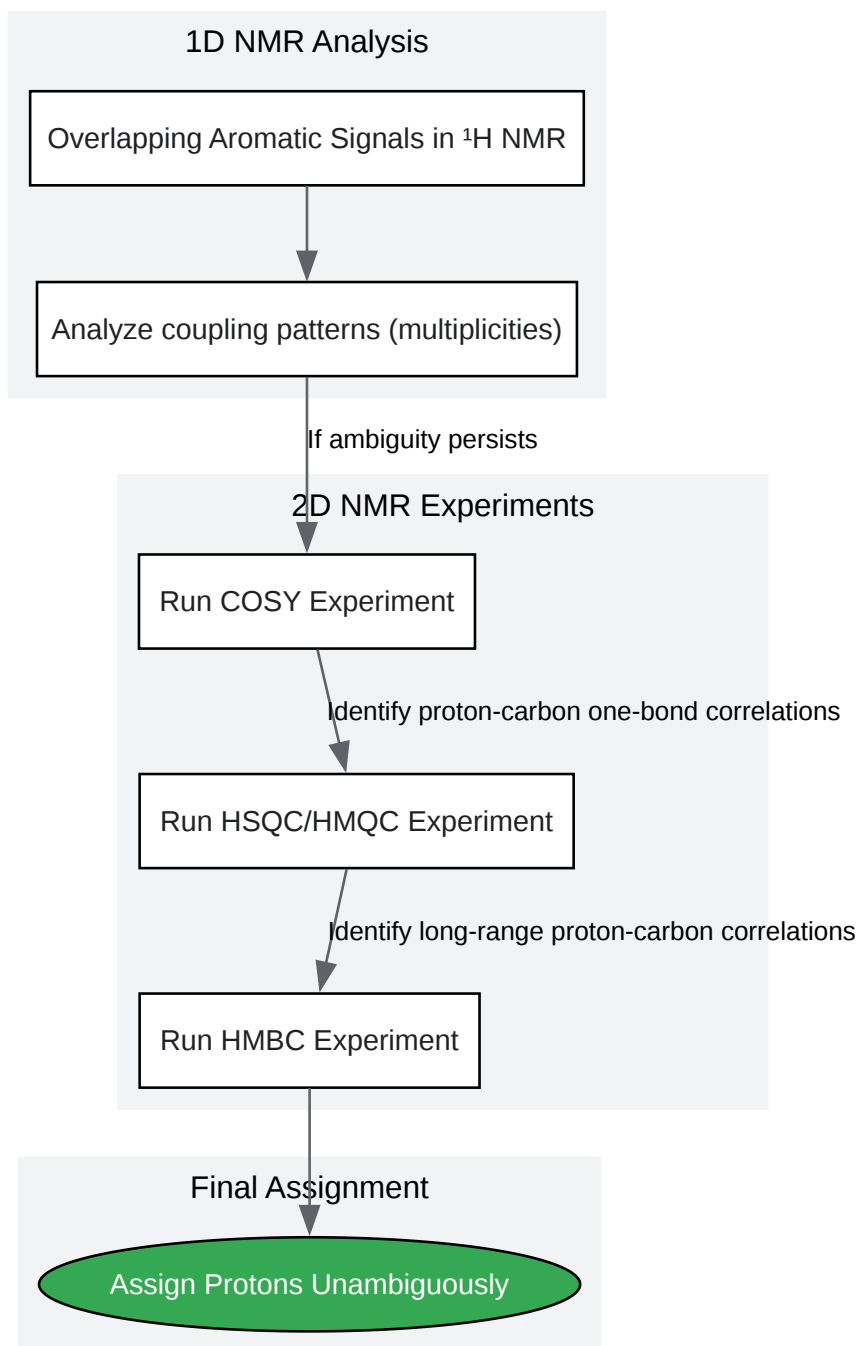 1D NMR Analysis
Overlapping Aromatic Signals in ¹H NMR
Analyze coupling patterns (multiplicities)
If ambiguity persists
2D NMR Experiments
Run COSY Experiment
Identify proton-carbon one-bond correlations
Run HSQC/HMQC Experiment
Identify long-range proton-carbon correlations
Run HMBC Experiment
Final Assignment
Assign Protons Unambiguously